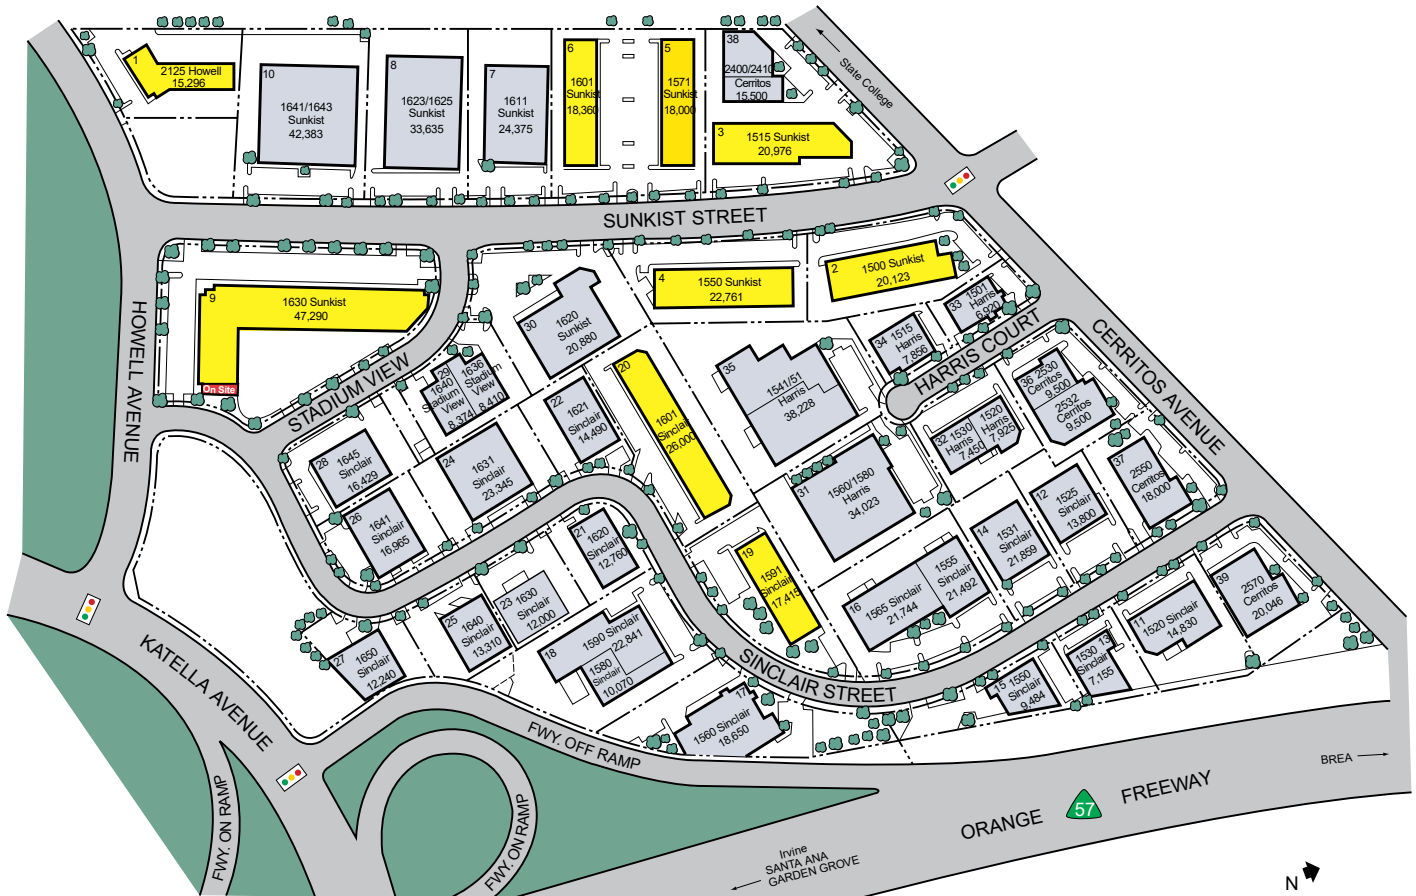 1
2125 Howell
15,296
10
1641/1643
Sunkist
42,383
8
1623/1625
Sunkist
33,635
7
1611
Sunkist
24,375
6
1601
Sunkist
18,360
5
1571
Sunkist
18,000
38
2400/2410
Cerritos
15,500
3
1515 Sunkist
20,976
State College
SUNKIST STREET
9
1630 Sunkist
47,290
On Site
HOWELL AVENUE
STADIUM VIEW
30
1620
Sunkist
20,880
4
1550 Sunkist
22,761
2
1500 Sunkist
20,123
33
1501
Harris
6,920
34
1515
Harris
7,856
HARRIS COURT
CERRITOS AVENUE
29
1640
Stadium
View
8,374
1636
Stadium
View
8,410
22
1621
Sinclair
14,490
20
1601
Sinclair
26,000
35
1541/51
Harris
38,228
36
2530
Cerritos
9,500
2532
Cerritos
9,500
32
1530
Harris
7,450
1520
Harris
7,925
28
1645
Sinclair
16,429
24
1631
Sinclair
23,345
26
1641
Sinclair
16,965
31
1560/1580
Harris
34,023
37
2550
Cerritos
18,000
12
1525
Sinclair
13,800
14
1531
Sinclair
21,859
21
1620
Sinclair
12,760
19
1591
Sinclair
17,415
16
1565 Sinclair
21,744
1555
Sinclair
21,492
39
2570
Cerritos
20,046
11
1520 Sinclair
14,830
23
1630
Sinclair
12,000
25
1640
Sinclair
13,310
27
1650
Sinclair
12,240
18
1590 Sinclair
22,841
1580
Sinclair
10,070
13
1530
Sinclair
7,155
15
1550
Sinclair
9,484
17
1560 Sinclair
18,650
SINCLAIR STREET
KATELLA AVENUE
FWY. OFF RAMP
FWY. ON RAMP
FWY. ON RAMP
ORANGE
57
FREEWAY
BREA
Irvine
SANTA ANA
GARDEN GROVE
N